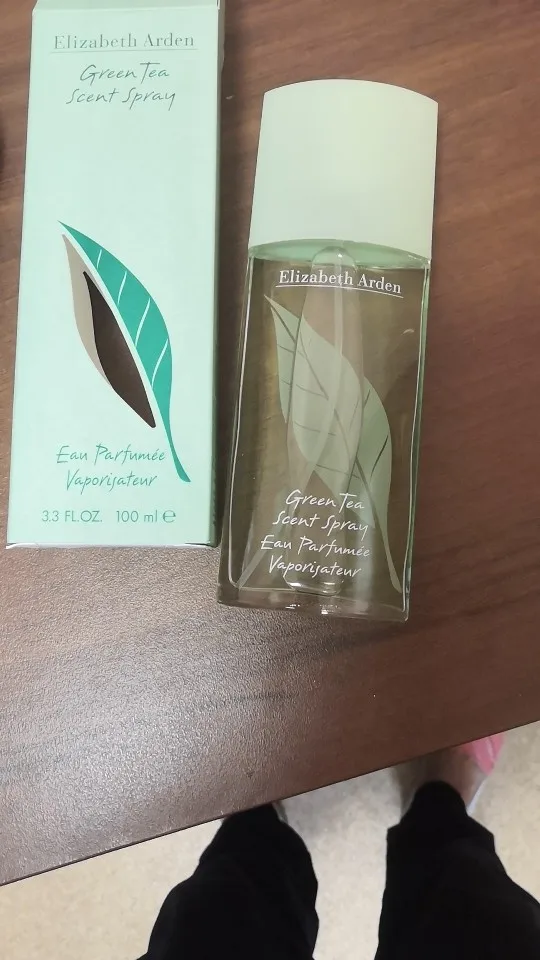 Elizabeth Arden
Green Tea
Scent Spray
Eau Parfumée
Vaporisateur
3.3 FL.OZ. 100 ml ℮
Elizabeth Arden
Green Tea
Scent Spray
Eau Parfumée
Vaporisateur